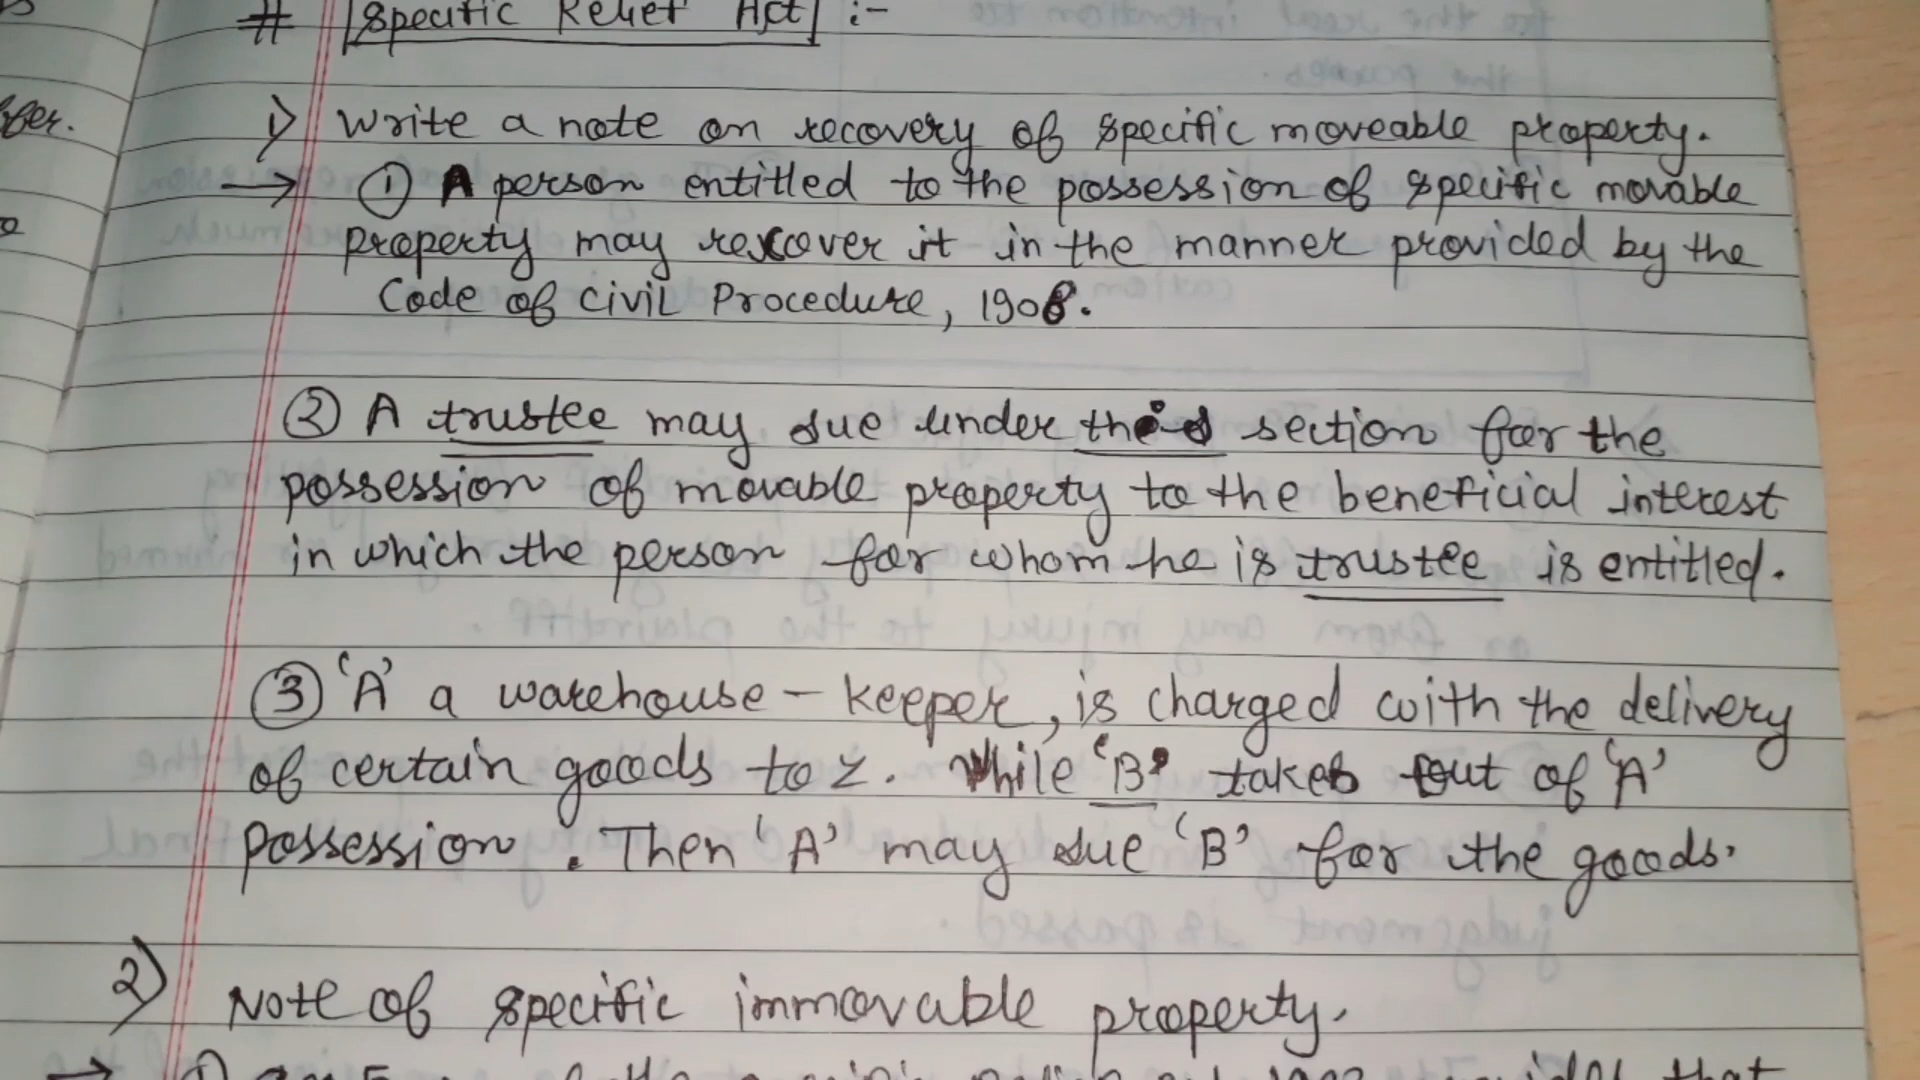 # Specific Relief Act :-
1) Write a note on recovery of specific moveable property.
→ ① A person entitled to the possession of specific movable
property may recover it in the manner provided by the
Code of Civil Procedure, 1908.
② A trustee may sue under this section for the
possession of movable property to the beneficial interest
in which the person for whom he is trustee is entitled.
③ 'A' a warehouse - keeper, is charged with the delivery
of certain goods to Z. While 'B' takes out of 'A'
possession. Then 'A' may sue 'B' for the goods.
2) Note of specific immovable property.
→ ①
that